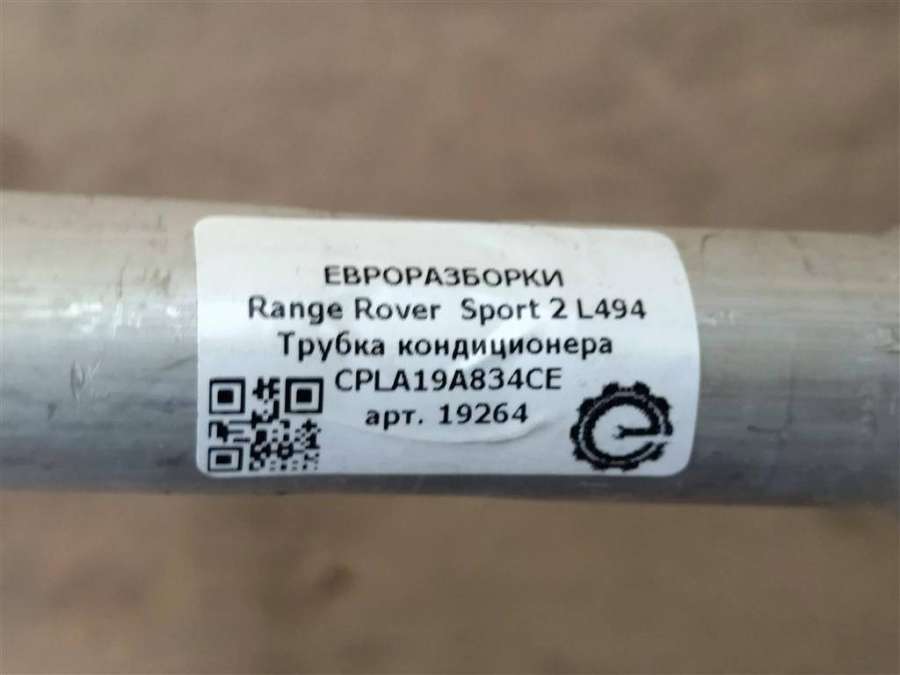 ЕВРОРАЗБОРКИ
Range Rover Sport 2 L494
Трубка кондиционера
CPLA19A834CE
арт. 19264